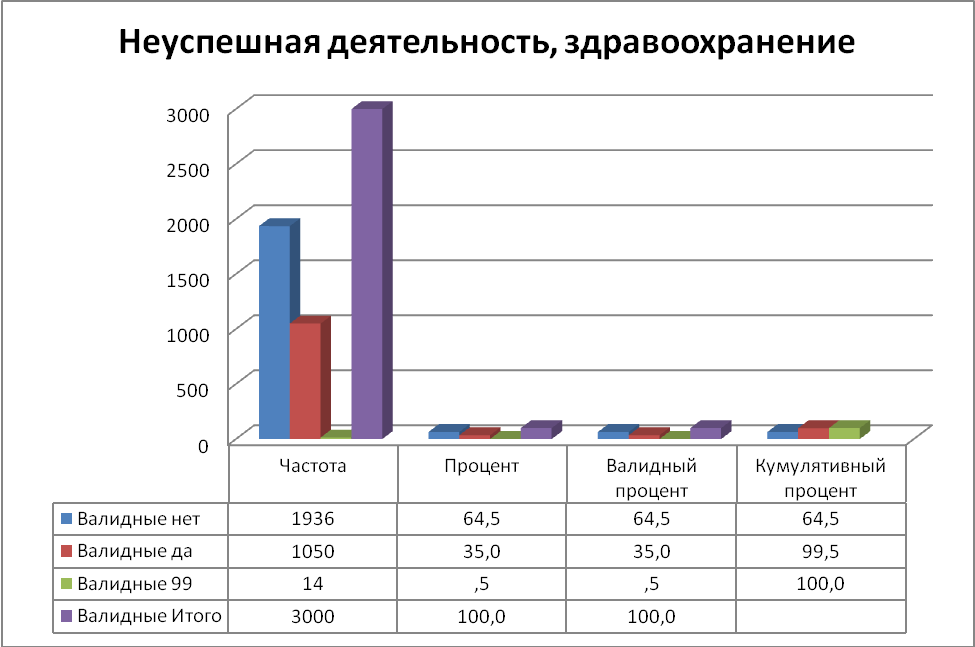 Неуспешная деятельность, здравоохранение
3000
2500
2000
1500
1000
500
0
Частота Процент Валидный процент Кумулятивный процент
Валидные нет 1936 64,5 64,5 64,5
Валидные да 1050 35,0 35,0 99,5
Валидные 99 14 ,5 ,5 100,0
Валидные Итого 3000 100,0 100,0